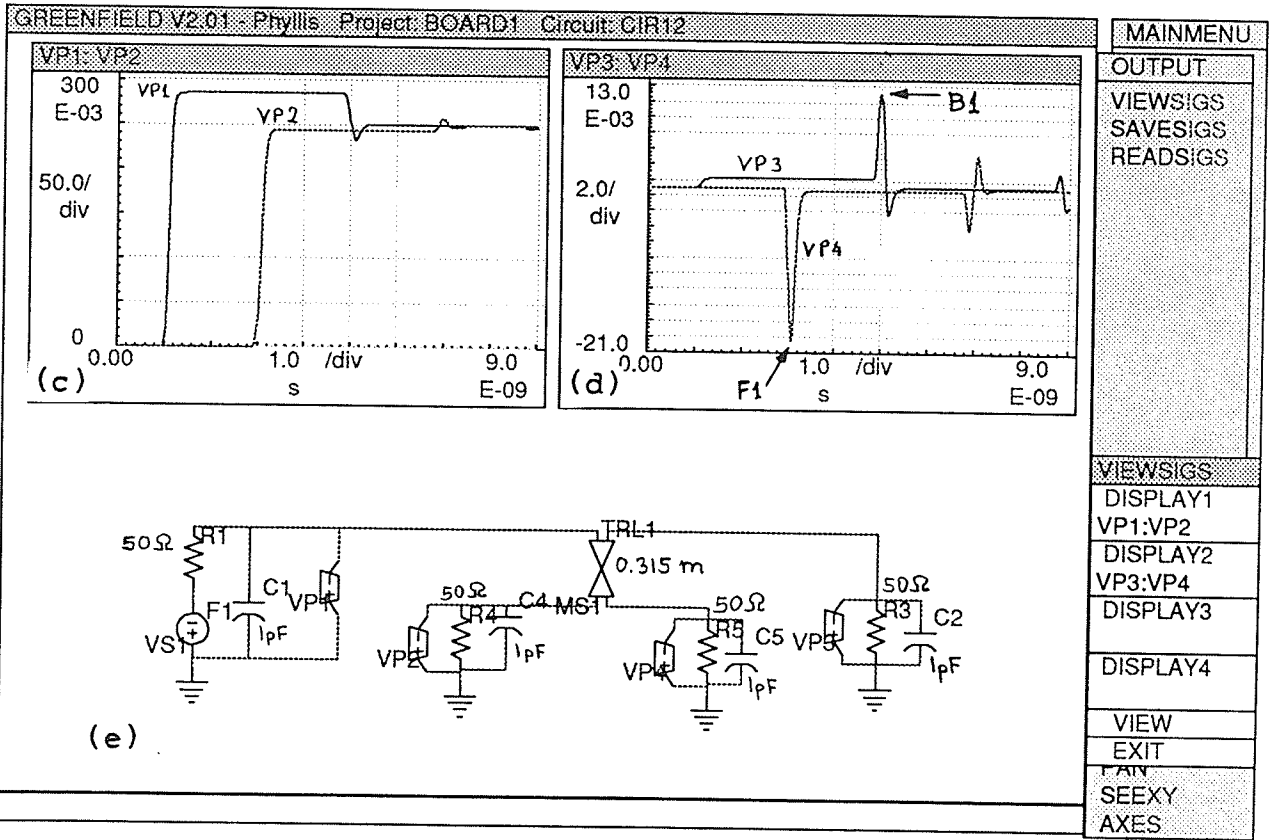 GREENFIELD V2.01 - Phyllis Project: BOARD1 Circuit: CIR12
MAINMENU
OUTPUT
VIEWSIGS
SAVESIGS
READSIGS
VP1: VP2
300
E-03
VP1
VP2
50.0/
div
0
0.00
1.0 /div
9.0
s
E-09
(c)
VP3: VP4
13.0
E-03
B1
VP3
2.0/
div
VP4
-21.0
0.00
1.0 /div
9.0
F1
s
E-09
(d)
VIEWSIGS
DISPLAY1
VP1:VP2
DISPLAY2
VP3:VP4
DISPLAY3
DISPLAY4
VIEW
EXIT
PAN
SEEXY
AXES
50Ω
R1
TRL1
0.315 m
C1
VP1
F1
1pF
VS1
50Ω
R4
C4
MS1
VP2
1pF
50Ω
R5
C5
VP4
1pF
50Ω
R3
C2
1pF
(e)